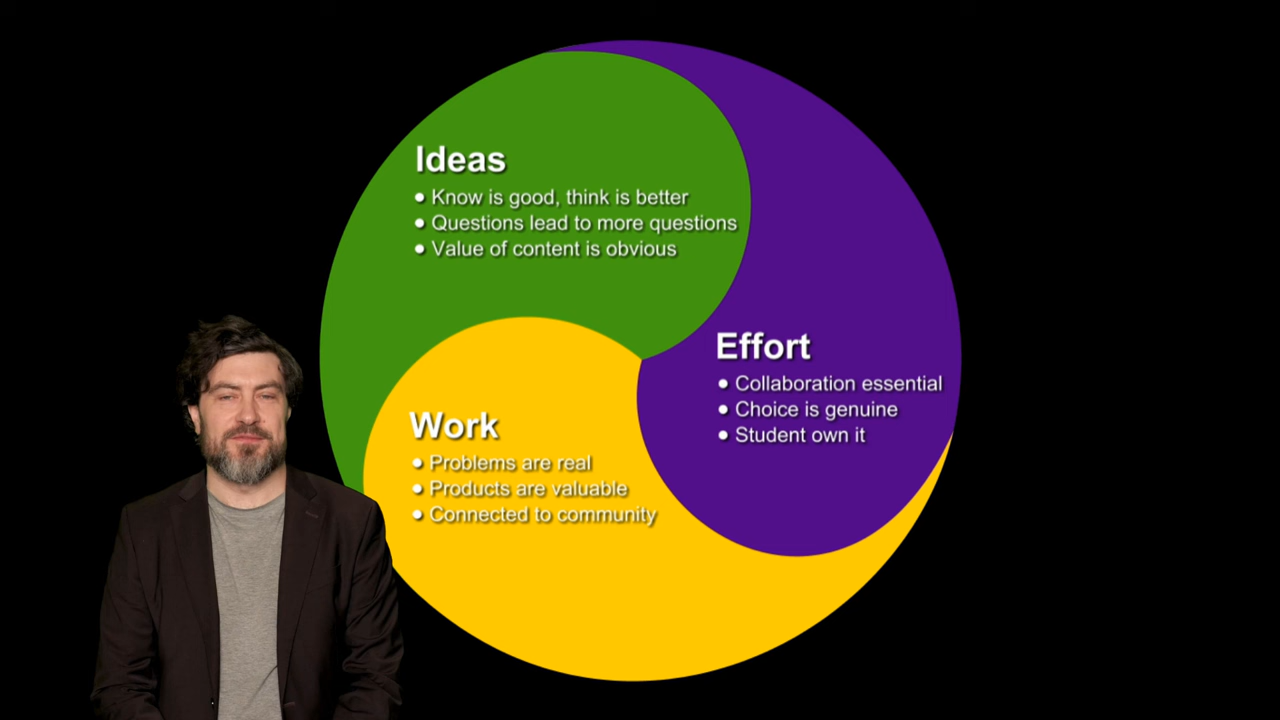 Ideas
• Know is good, think is better
• Questions lead to more questions
• Value of content is obvious
Effort
• Collaboration essential
• Choice is genuine
• Student own it
Work
• Problems are real
• Products are valuable
• Connected to community